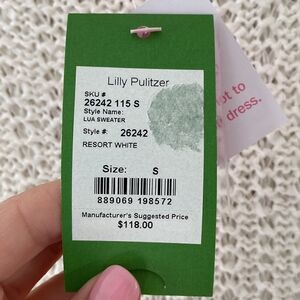 Lilly Pulitzer
SKU #
26242 115 S
Style Name:
LUA SWEATER
Style #: 26242
RESORT WHITE
Size: S
889069 198572
Manufacturer's Suggested Price
$118.00
not to
dress.